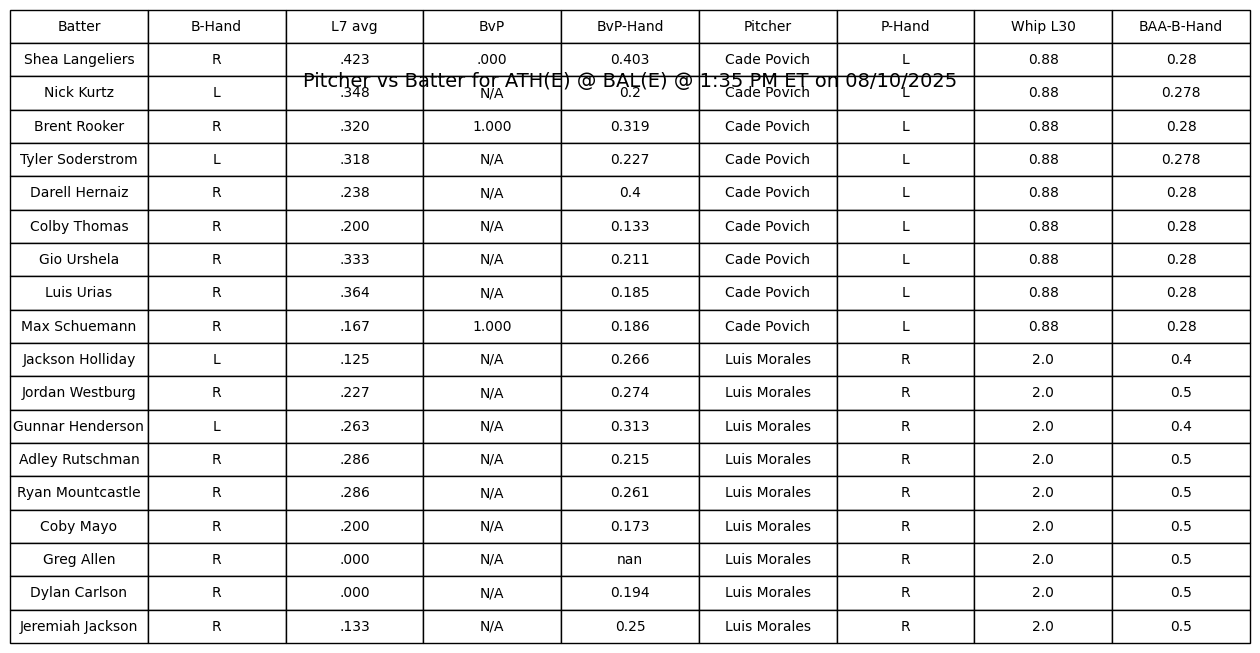 Batter B-Hand L7 avg BvP BvP-Hand Pitcher P-Hand Whip L30 BAA-B-Hand
Shea Langeliers R .423 .000 0.403 Cade Povich L 0.88 0.28
Pitcher vs Batter for ATH(E) @ BAL(E) @ 1:35 PM ET on 08/10/2025
Nick Kurtz L .348 N/A 0.2 Cade Povich L 0.88 0.278
Brent Rooker R .320 1.000 0.319 Cade Povich L 0.88 0.28
Tyler Soderstrom L .318 N/A 0.227 Cade Povich L 0.88 0.278
Darell Hernaiz R .238 N/A 0.4 Cade Povich L 0.88 0.28
Colby Thomas R .200 N/A 0.133 Cade Povich L 0.88 0.28
Gio Urshela R .333 N/A 0.211 Cade Povich L 0.88 0.28
Luis Urias R .364 N/A 0.185 Cade Povich L 0.88 0.28
Max Schuemann R .167 1.000 0.186 Cade Povich L 0.88 0.28
Jackson Holliday L .125 N/A 0.266 Luis Morales R 2.0 0.4
Jordan Westburg R .227 N/A 0.274 Luis Morales R 2.0 0.5
Gunnar Henderson L .263 N/A 0.313 Luis Morales R 2.0 0.4
Adley Rutschman R .286 N/A 0.215 Luis Morales R 2.0 0.5
Ryan Mountcastle R .286 N/A 0.261 Luis Morales R 2.0 0.5
Coby Mayo R .200 N/A 0.173 Luis Morales R 2.0 0.5
Greg Allen R .000 N/A nan Luis Morales R 2.0 0.5
Dylan Carlson R .000 N/A 0.194 Luis Morales R 2.0 0.5
Jeremiah Jackson R .133 N/A 0.25 Luis Morales R 2.0 0.5